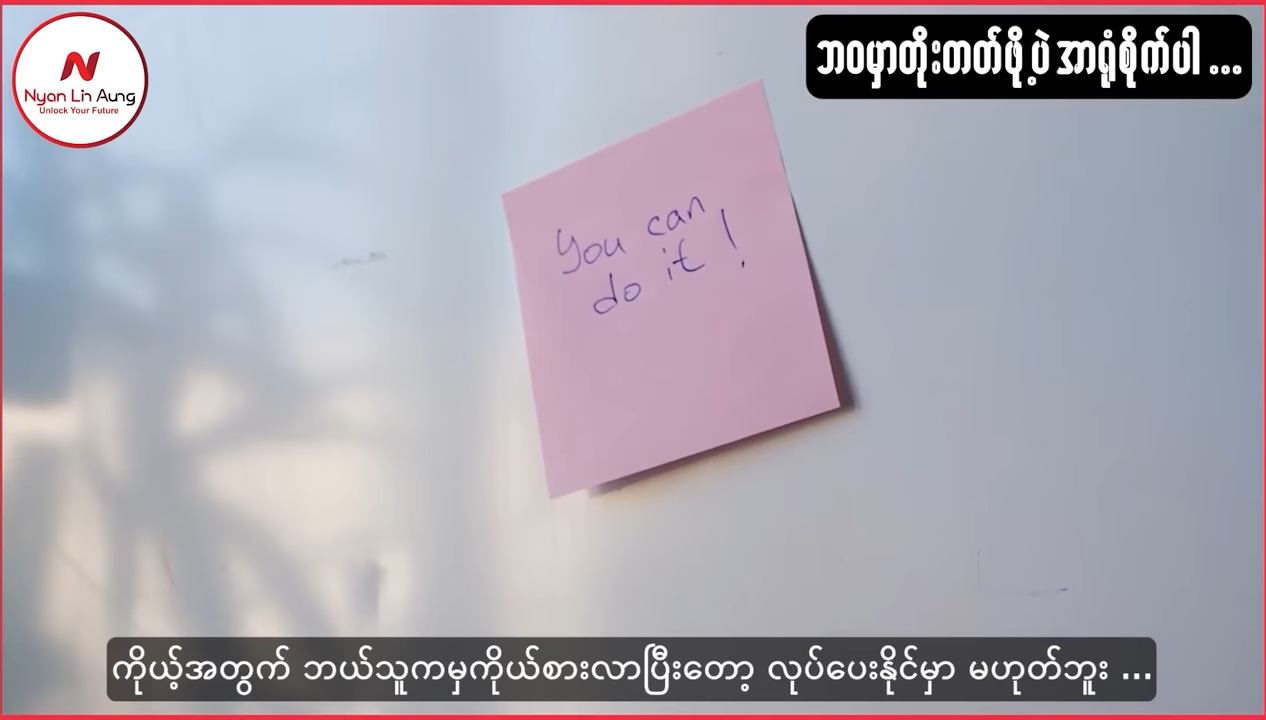 Nyan Lin Aung
Unlock Your Future
ဘဝမှာတိုးတတ်ဖို့ပဲ အာရုံစိုက်ပါ ...
You can
do it !
ကိုယ့်အတွက် ဘယ်သူကမှကိုယ်စားလာပြီးတော့ လုပ်ပေးနိုင်မှာ မဟုတ်ဘူး ...